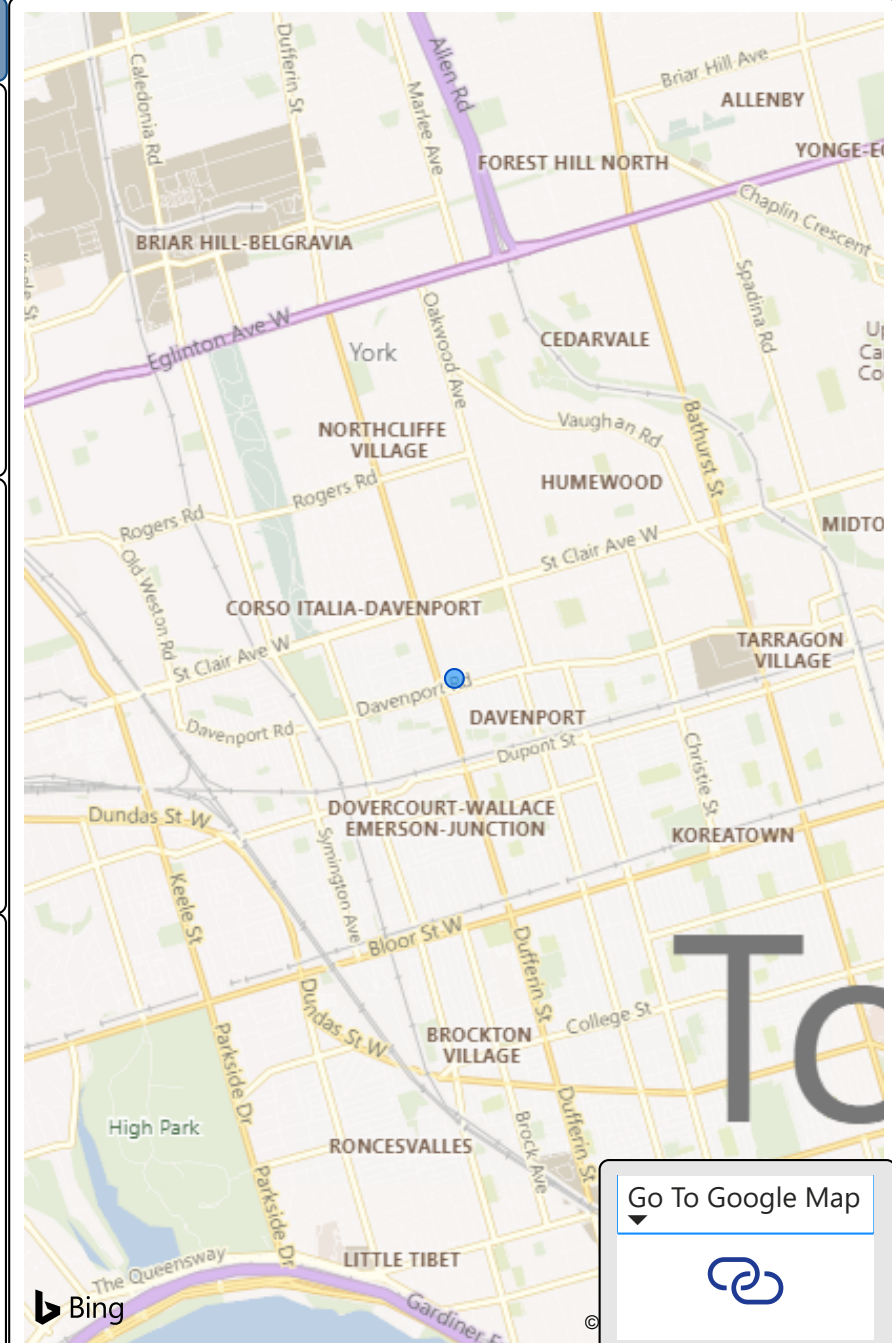 Dufferin St
Allen Rd
Caledonia Rd
Marlee Ave
Briar Hill Ave
ALLENBY
FOREST HILL NORTH
YONGE-E
Chaplin Crescent
BRIAR HILL-BELGRAVIA
Spadina Rd
Oakwood Ave
Eglinton Ave W
York
CEDARVALE
Up
Ca
Co
Bathurst St
NORTHCLIFFE
VILLAGE
Vaughan Rd
HUMEWOOD
Rogers Rd
Rogers Rd
Old Weston Rd
St Clair Ave W
MIDTO
CORSO ITALIA-DAVENPORT
St Clair Ave W
TARRAGON
VILLAGE
Davenport Rd
Davenport Rd
DAVENPORT
Dupont St
Christie St
Dundas St W
DOVERCOURT-WALLACE
EMERSON-JUNCTION
KOREATOWN
Symington Ave
Keele St
Bloor St W
Dufferin St
To
Dundas St W
College St
Parkside Dr
BROCKTON
VILLAGE
High Park
Dufferin St
Brock Ave
RONCESVALLES
Parkside Dr
Go To Google Map
LITTLE TIBET
The Queensway
Gardiner E
Bing
©